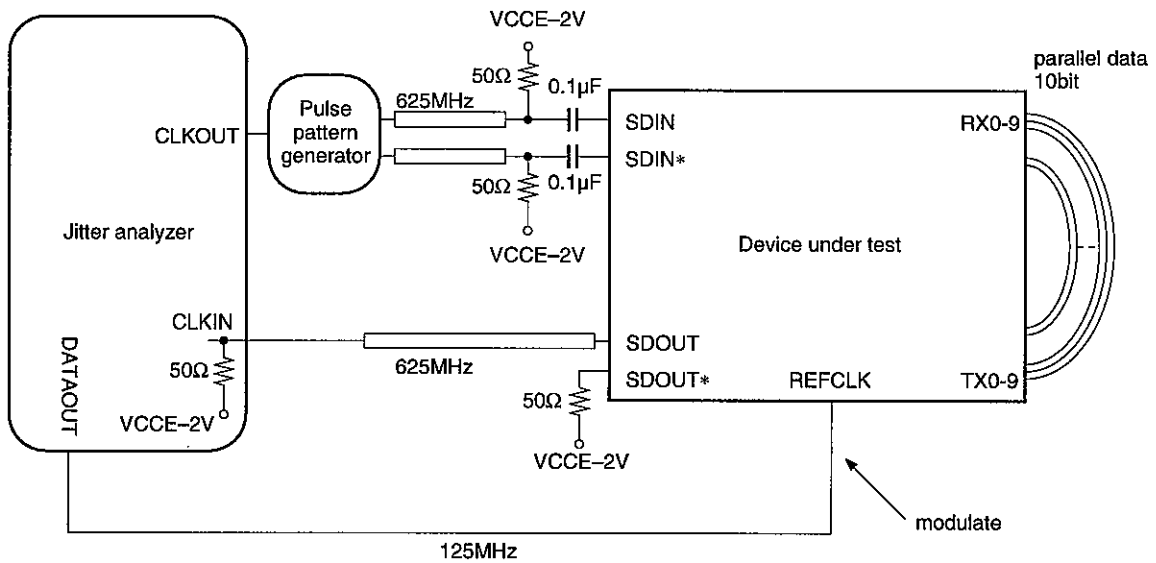 VCCE–2V
50Ω
0.1µF
625MHz
parallel data
10bit
CLKOUT
Pulse
pattern
generator
SDIN
RX0-9
SDIN*
50Ω
0.1µF
VCCE–2V
Jitter analyzer
Device under test
CLKIN
DATAOUT
50Ω
VCCE–2V
625MHz
SDOUT
SDOUT*
REFCLK
TX0-9
50Ω
VCCE–2V
modulate
125MHz